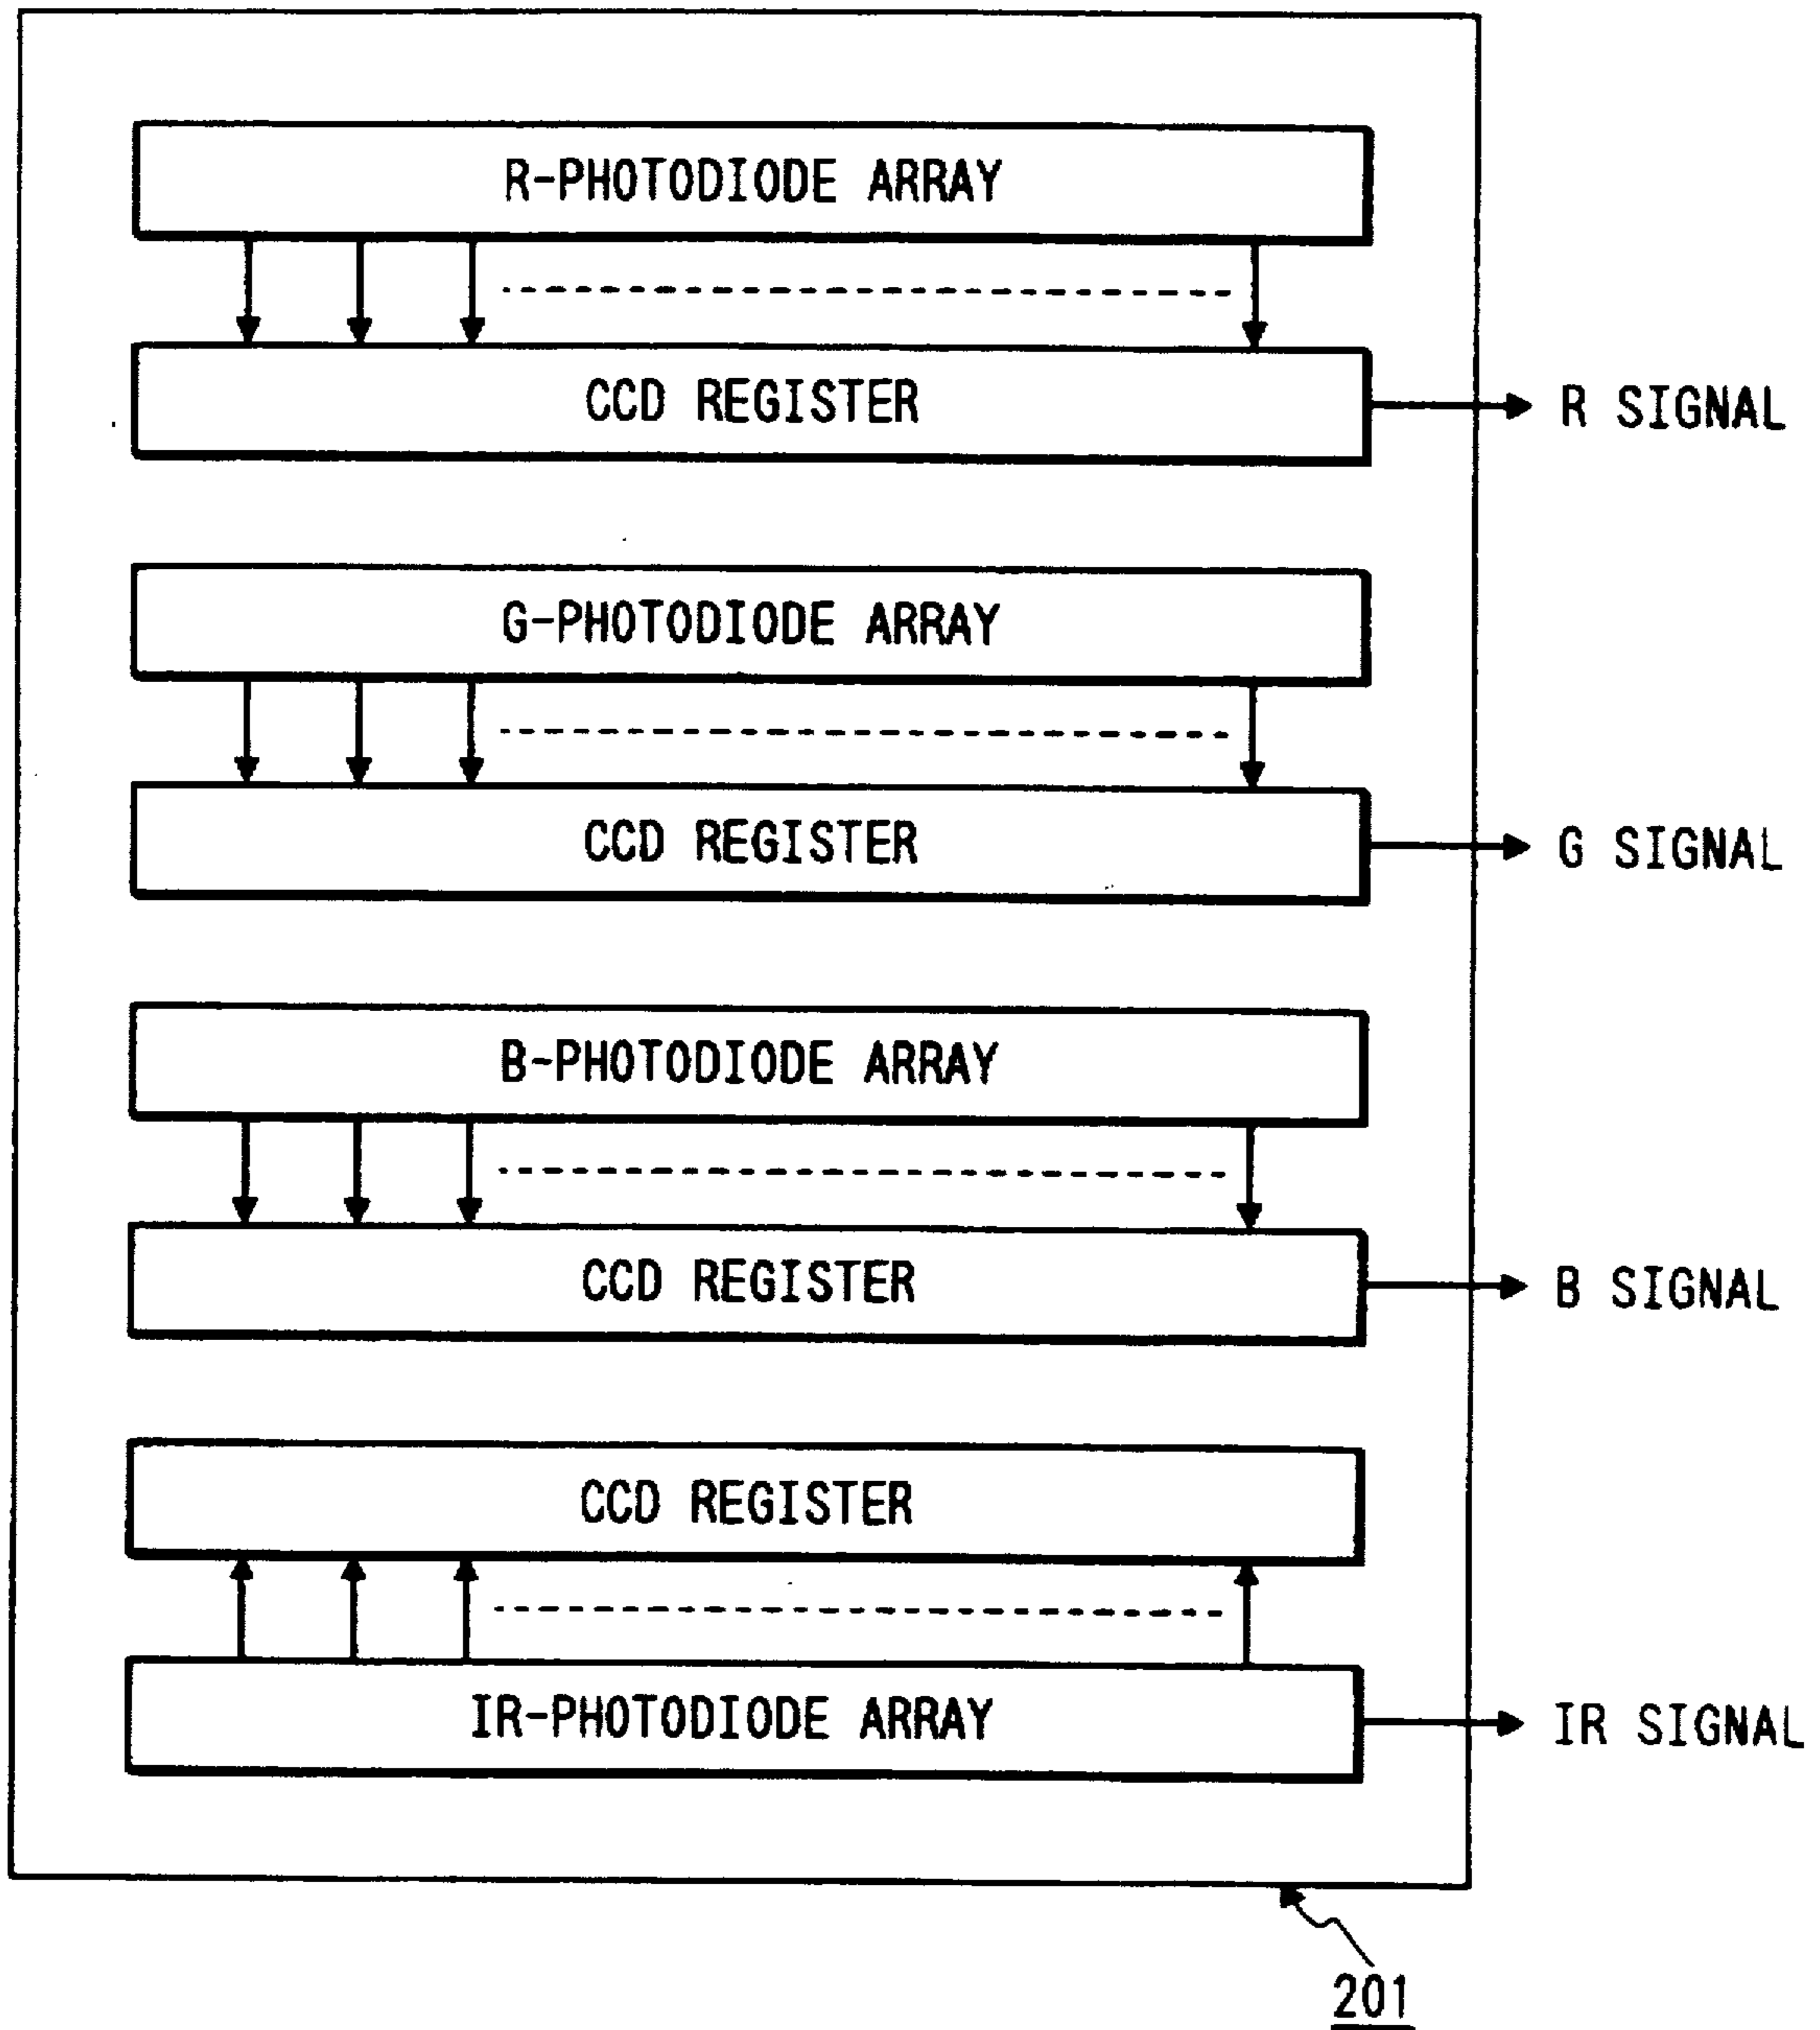 R-PHOTODIODE ARRAY
CCD REGISTER
R SIGNAL
G-PHOTODIODE ARRAY
CCD REGISTER
G SIGNAL
B-PHOTODIODE ARRAY
CCD REGISTER
B SIGNAL
CCD REGISTER
IR-PHOTODIODE ARRAY
IR SIGNAL
201